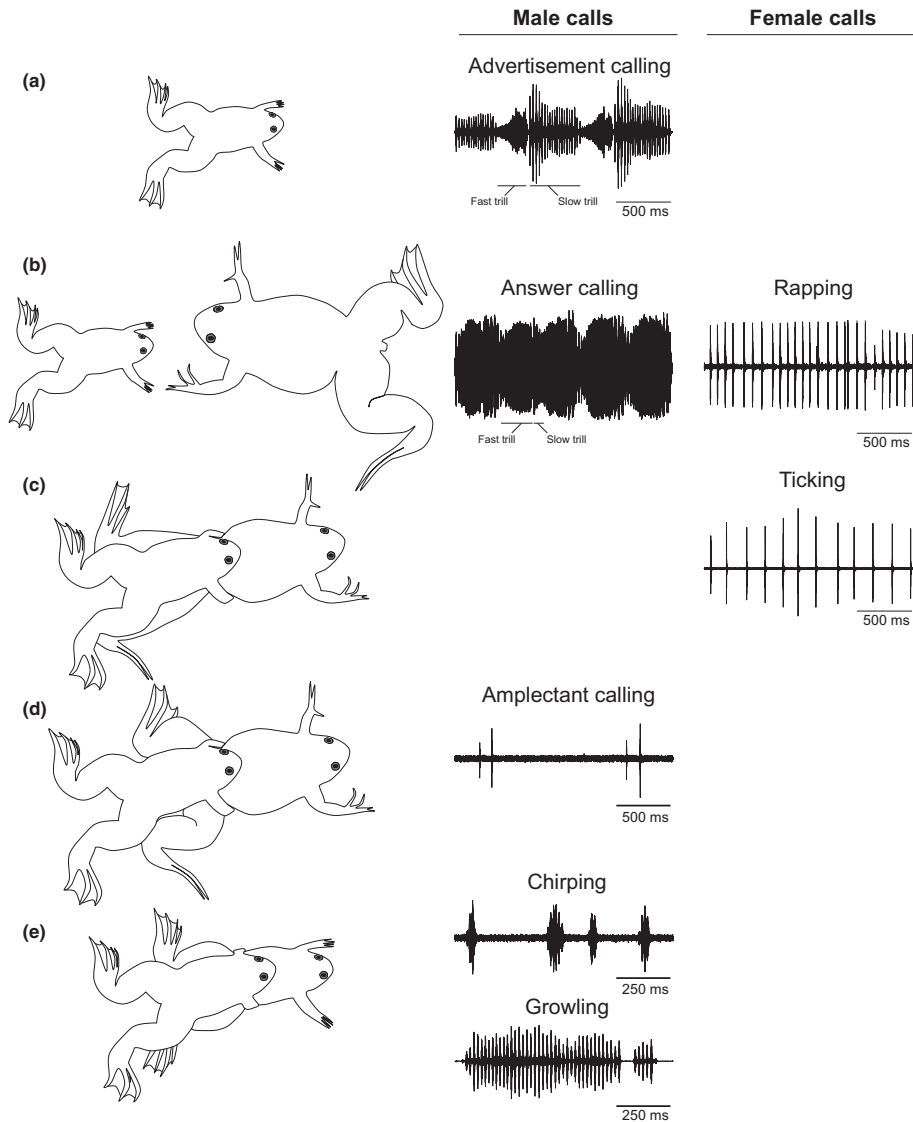 Male calls
Female calls
(a)
Advertisement calling
Fast trill
Slow trill
500 ms
(b)
Answer calling
Rapping
Fast trill
Slow trill
500 ms
(c)
Ticking
500 ms
(d)
Amplectant calling
500 ms
Chirping
(e)
250 ms
Growling
250 ms